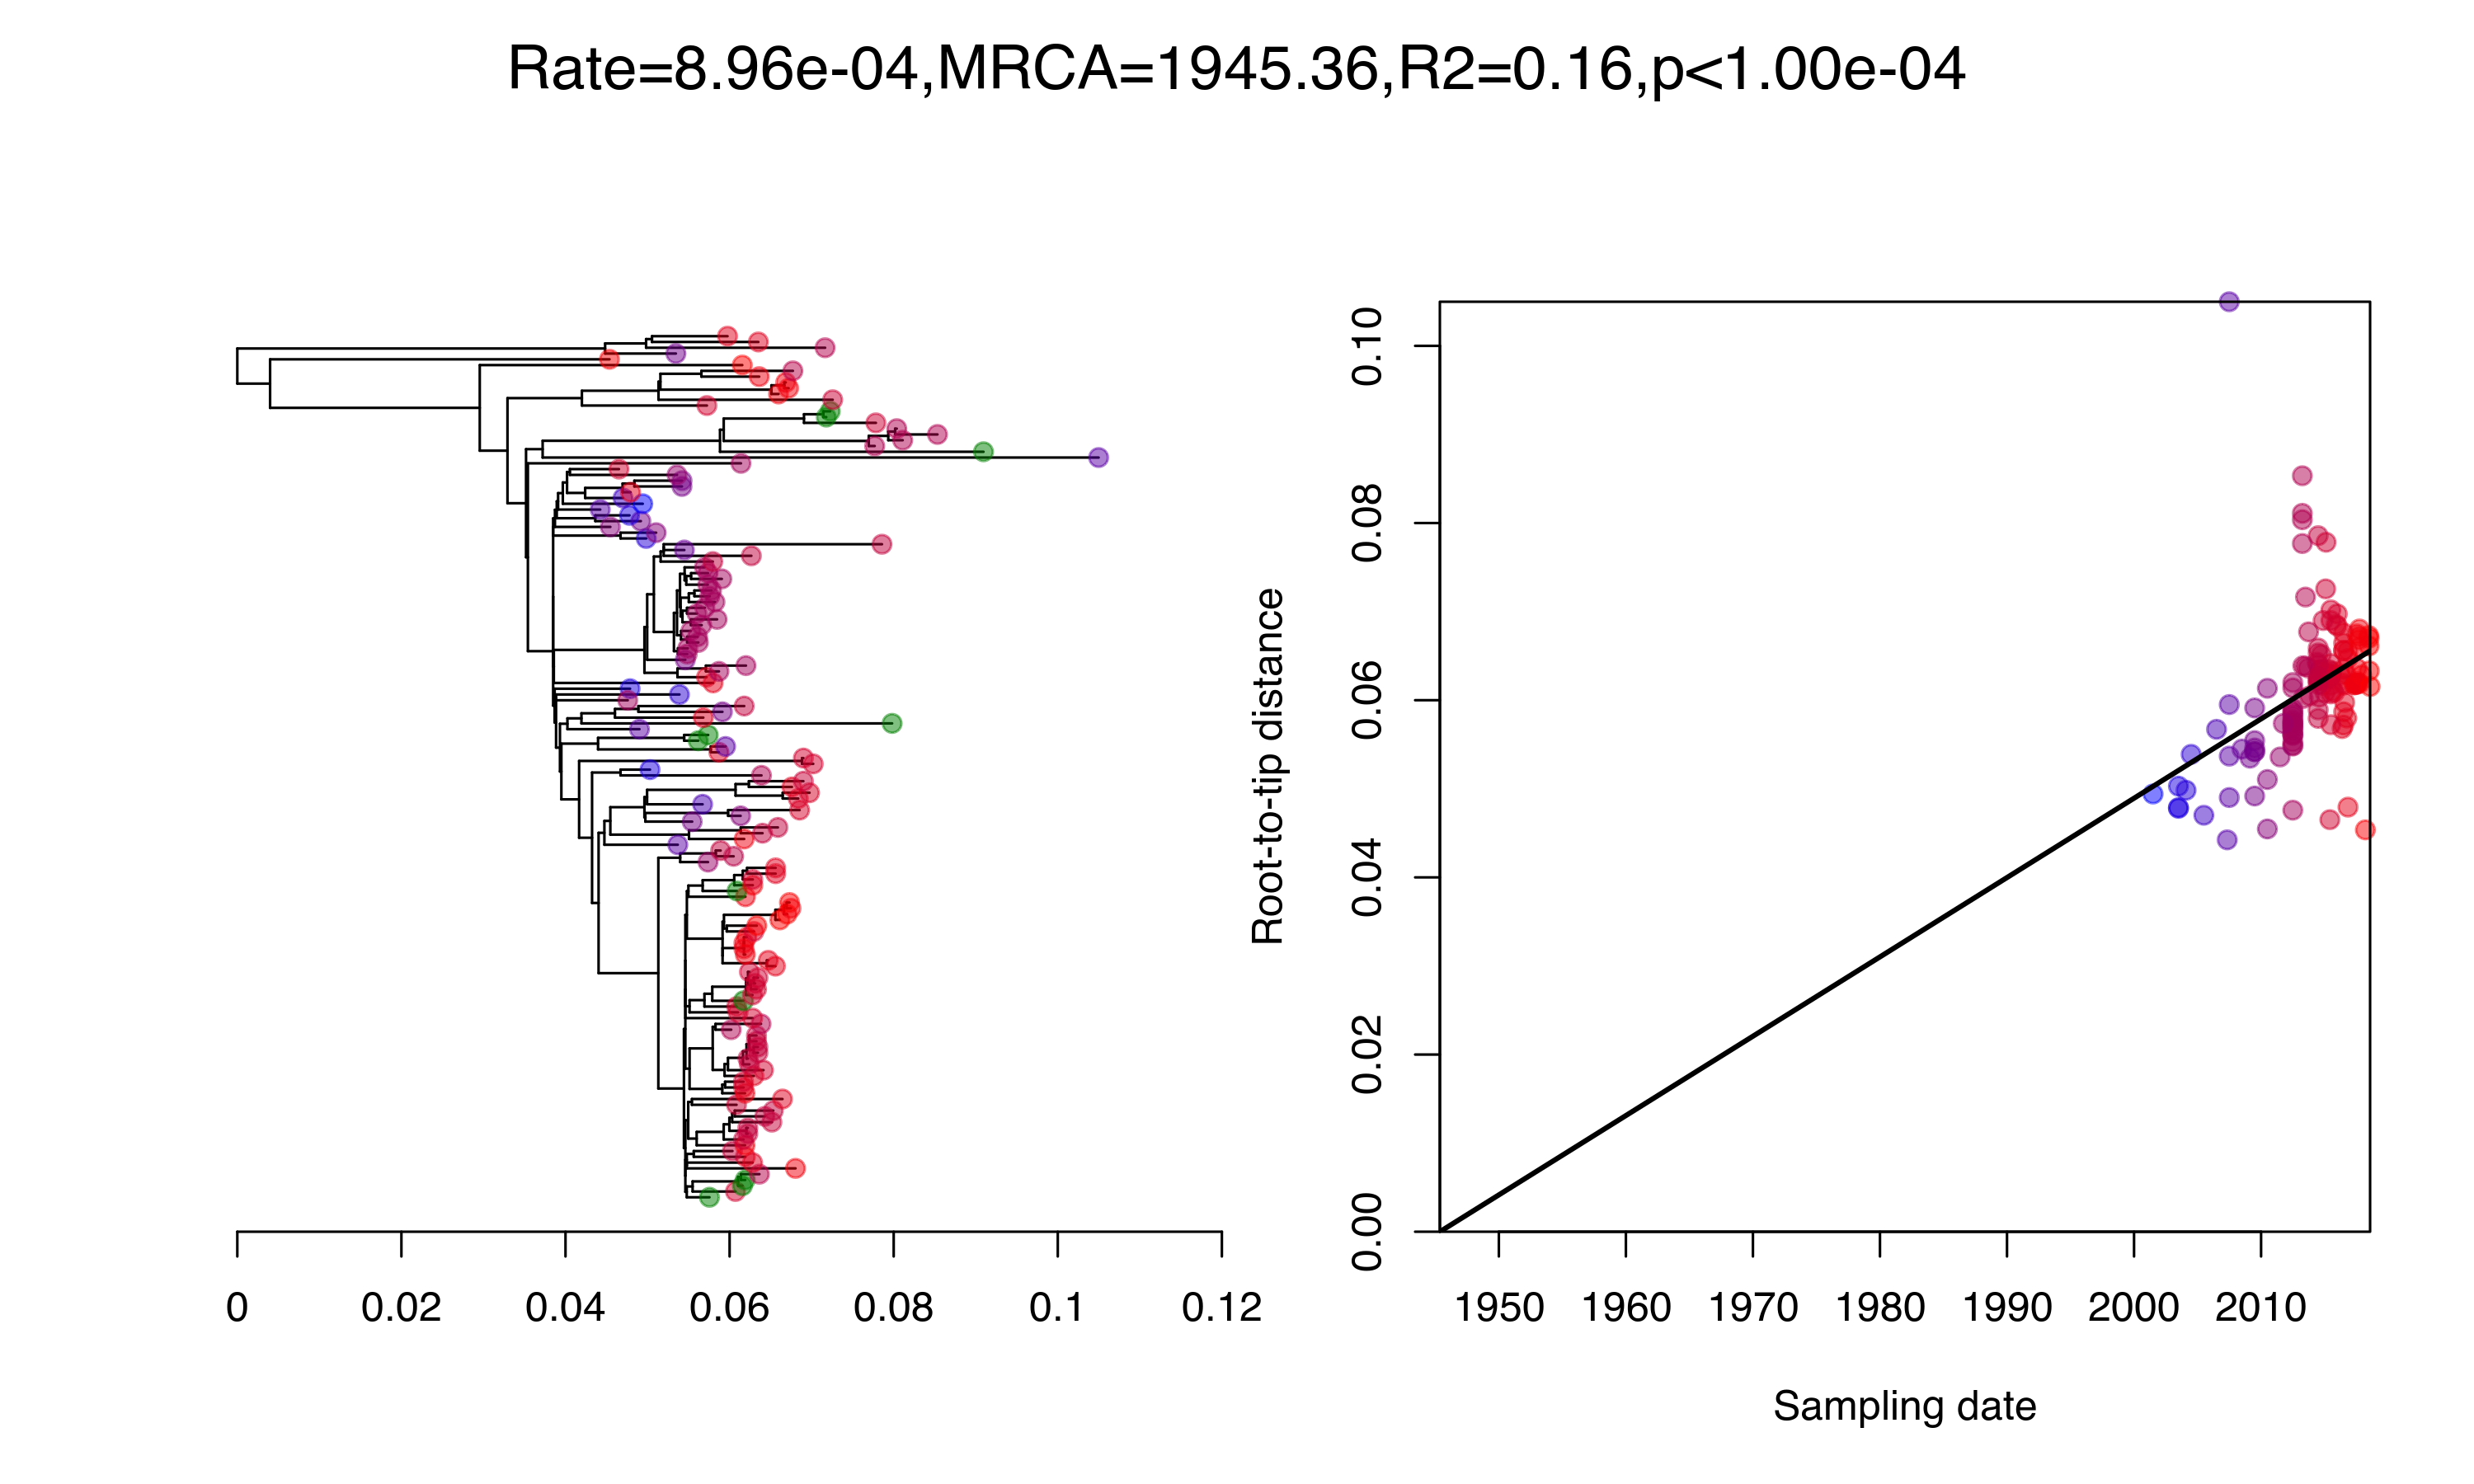 Rate=8.96e-04,MRCA=1945.36,R2=0.16,p<1.00e-04
0 0.02 0.04 0.06 0.08 0.1 0.12
Root-to-tip distance
0.00 0.02 0.04 0.06 0.08 0.10
1950 1960 1970 1980 1990 2000 2010
Sampling date